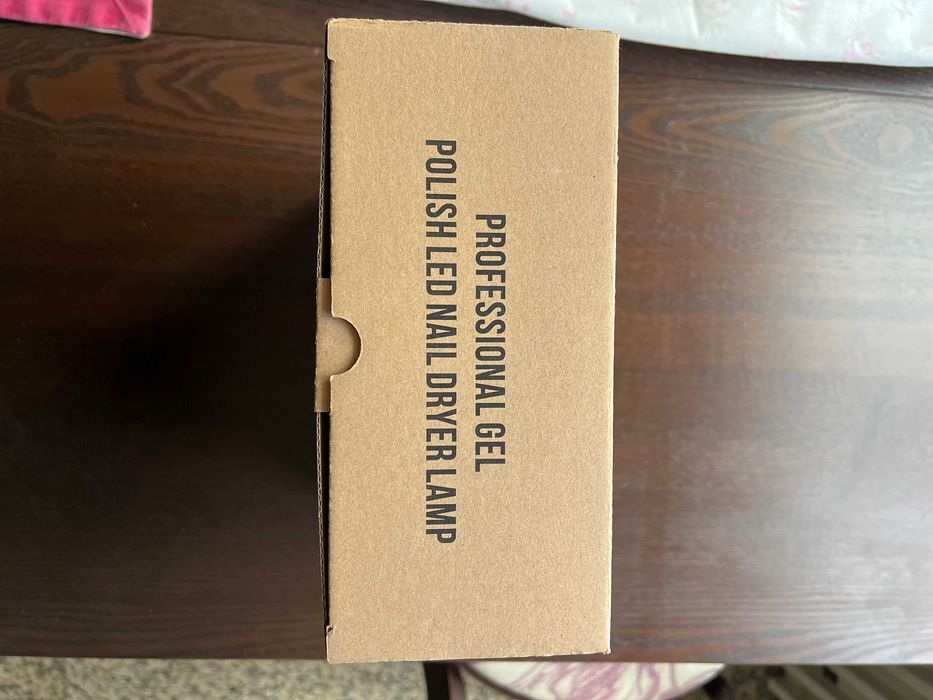 PROFESSIONAL GEL
POLISH LED NAIL DRYER LAMP